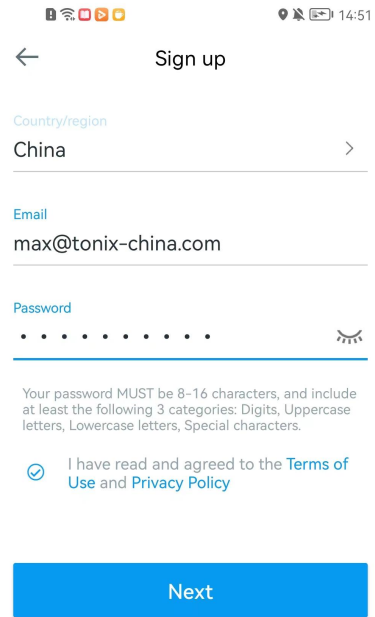 14:51
Sign up
Country/region
China
Email
max@tonix-china.com
Password
Your password MUST be 8-16 characters, and include
at least the following 3 categories: Digits, Uppercase
letters, Lowercase letters, Special characters.
I have read and agreed to the Terms of
Use and Privacy Policy
Next